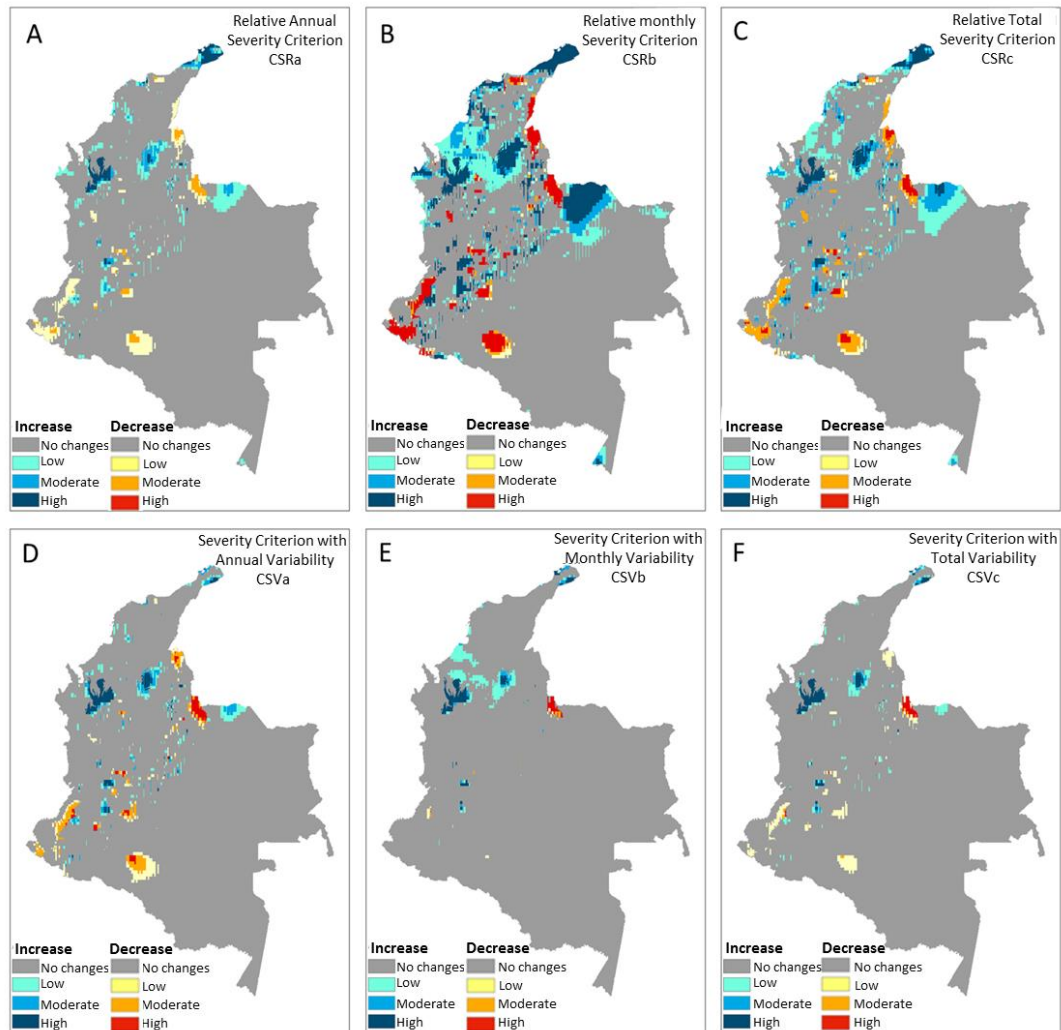 A
Relative Annual
Severity Criterion
CSRa
Increase Decrease
No changes No changes
Low Low
Moderate Moderate
High High
B
Relative monthly
Severity Criterion
CSRb
Increase Decrease
No changes No changes
Low Low
Moderate Moderate
High High
C
Relative Total
Severity Criterion
CSRc
Increase Decrease
No changes No changes
Low Low
Moderate Moderate
High High
D
Severity Criterion with
Annual Variability
CSVa
Increase Decrease
No changes No changes
Low Low
Moderate Moderate
High High
E
Severity Criterion with
Monthly Variability
CSVb
Increase Decrease
No changes No changes
Low Low
Moderate Moderate
High High
F
Severity Criterion with
Total Variability
CSVc
Increase Decrease
No changes No changes
Low Low
Moderate Moderate
High High